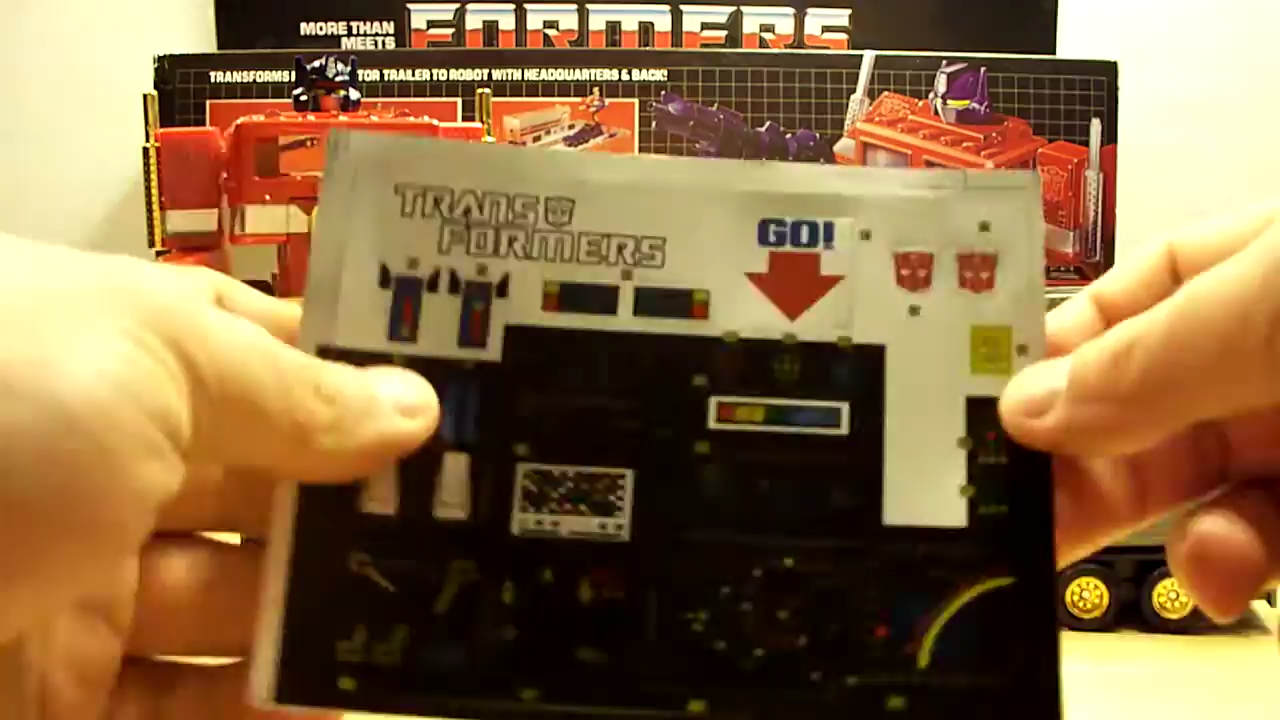 MORE THAN
MEETS
FORMERS
TRANSFORMS TOR TRAILER TO ROBOT WITH HEADQUARTERS & BACK!
TRANS
FORMERS
GO!